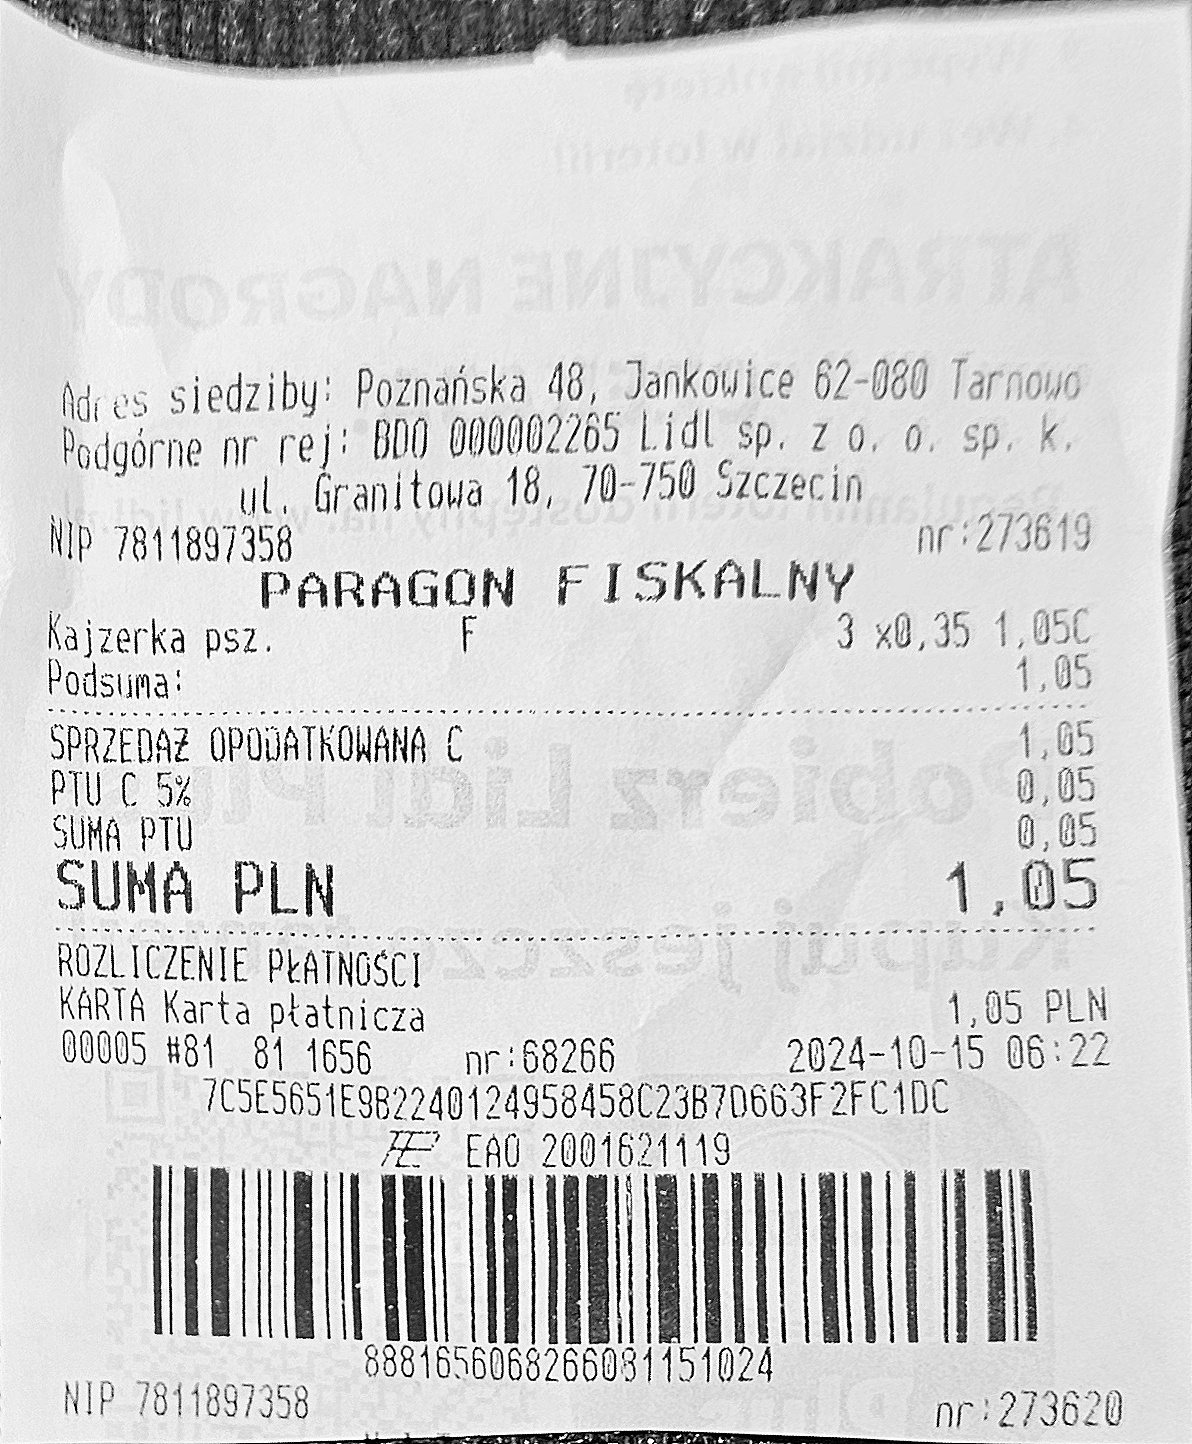 Adres siedziby: Poznańska 48, Jankowice 62-080 Tarnowo
Podgórne nr rej: BDO 000002265 Lidl sp. z o. o. sp. k.
ul. Granitowa 18, 70-750 Szczecin
NIP 7811897358 nr:273619
PARAGON FISKALNY
Kajzerka psz. F 3 x0,35 1,05C
Podsuma: 1,05
SPRZEDAŻ OPODATKOWANA C 1,05
PTU C 5% 0,05
SUMA PTU 0,05
SUMA PLN 1,05
ROZLICZENIE PŁATNOŚCI
KARTA Karta płatnicza 1,05 PLN
00005 #81 81 1656 nr:68266 2024-10-15 06:22
7C5E5651E9B2240124958458C23B7D663F2FC1DC
EAO 2001621119
8881656068266081151024
NIP 7811897358 nr:273620